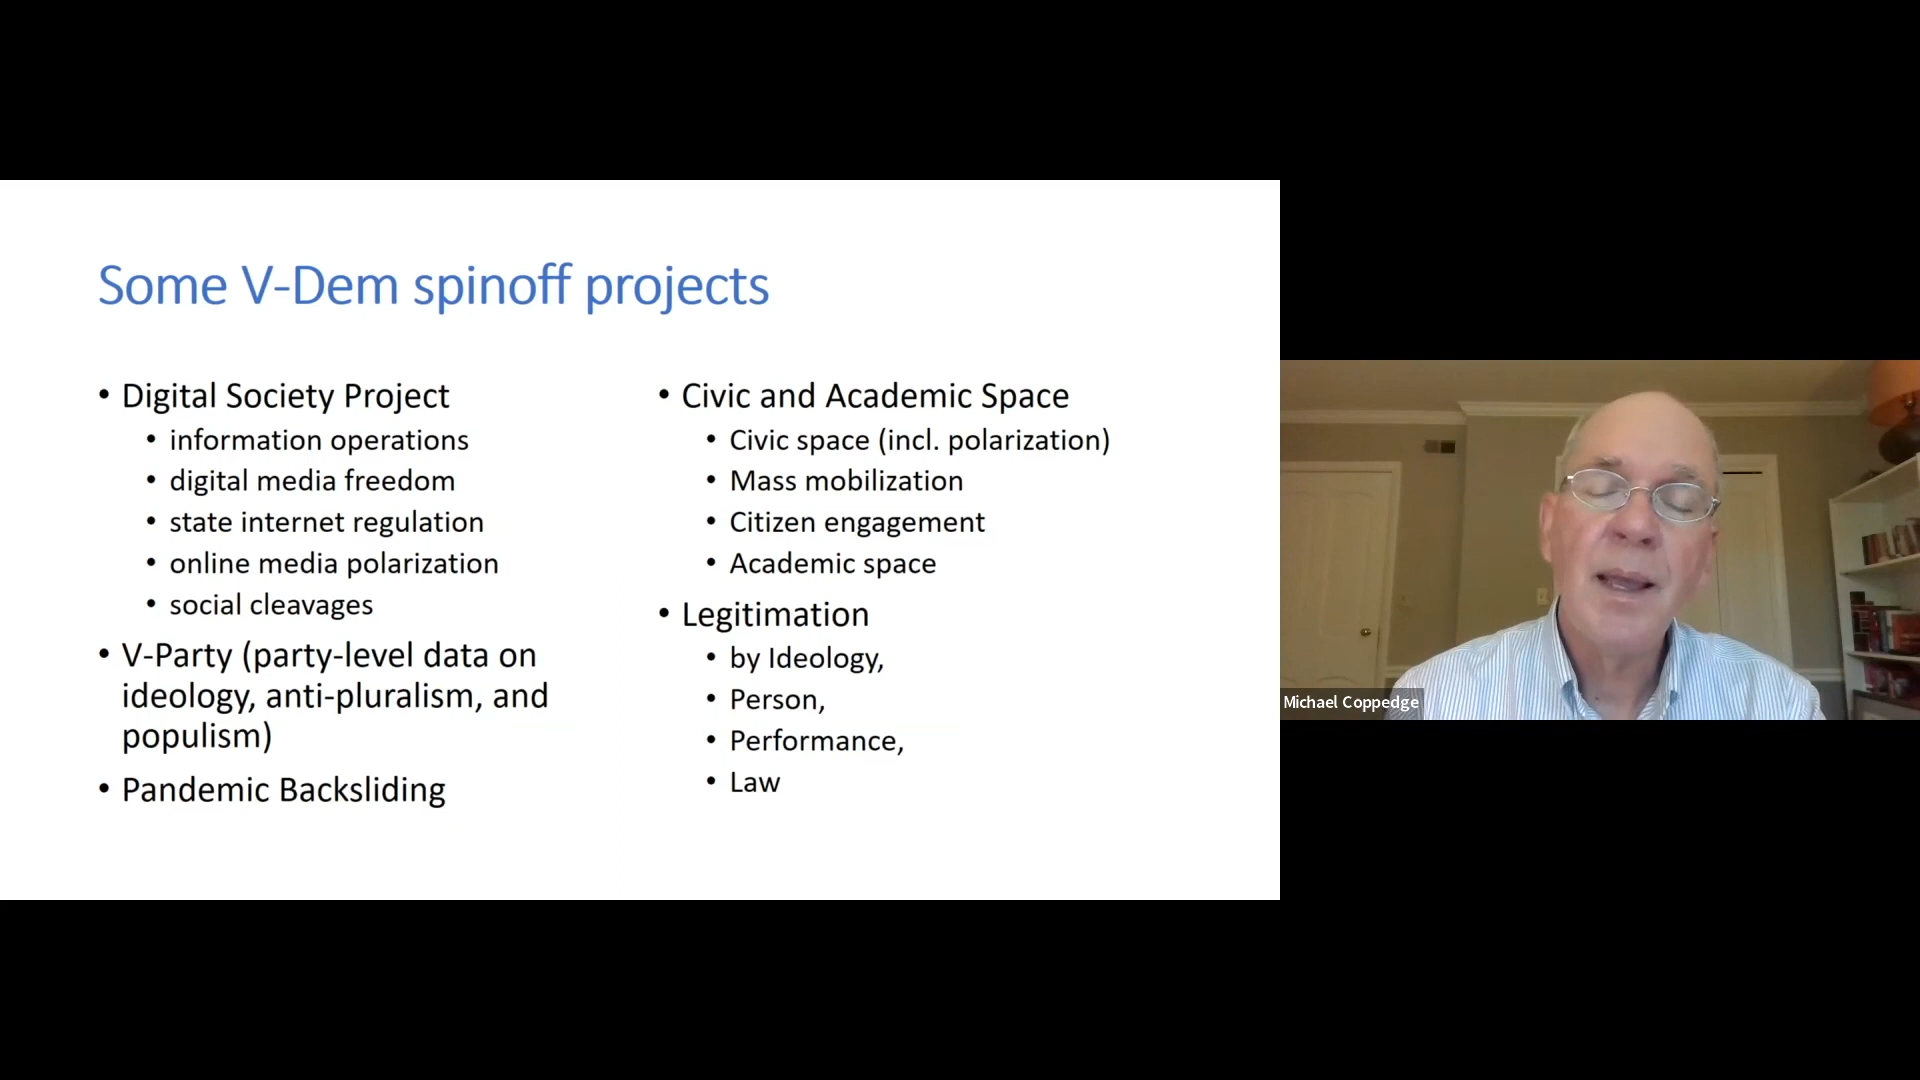 Some V-Dem spinoff projects
• Digital Society Project
• information operations
• digital media freedom
• state internet regulation
• online media polarization
• social cleavages
• V-Party (party-level data on
ideology, anti-pluralism, and
populism)
• Pandemic Backsliding
• Civic and Academic Space
• Civic space (incl. polarization)
• Mass mobilization
• Citizen engagement
• Academic space
• Legitimation
• by Ideology,
• Person,
• Performance,
• Law
Michael Coppedge